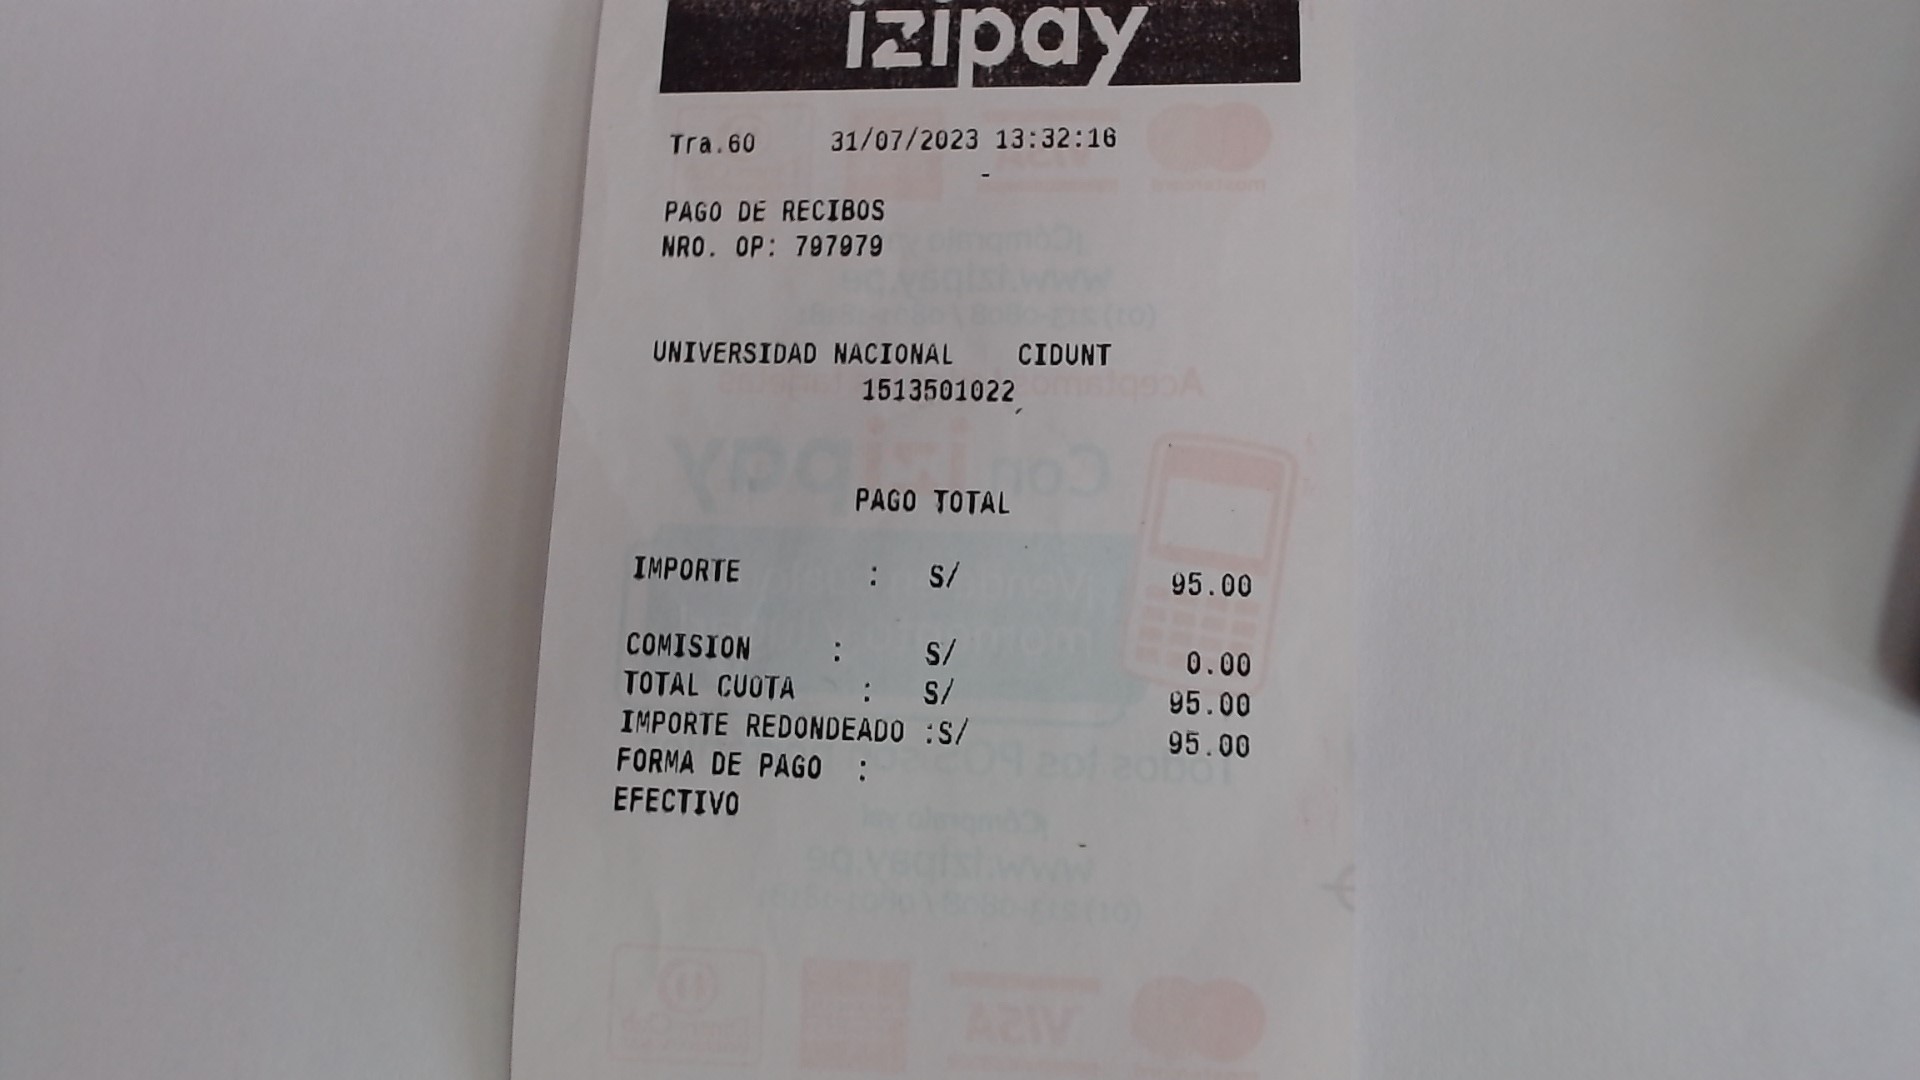 izipay
Tra.60 31/07/2023 13:32:16
-
PAGO DE RECIBOS
NRO. OP: 797979
UNIVERSIDAD NACIONAL CIDUNT
1513501022
PAGO TOTAL
IMPORTE : S/ 95.00
COMISION : S/ 0.00
TOTAL CUOTA : S/ 95.00
IMPORTE REDONDEADO :S/ 95.00
FORMA DE PAGO :
EFECTIVO